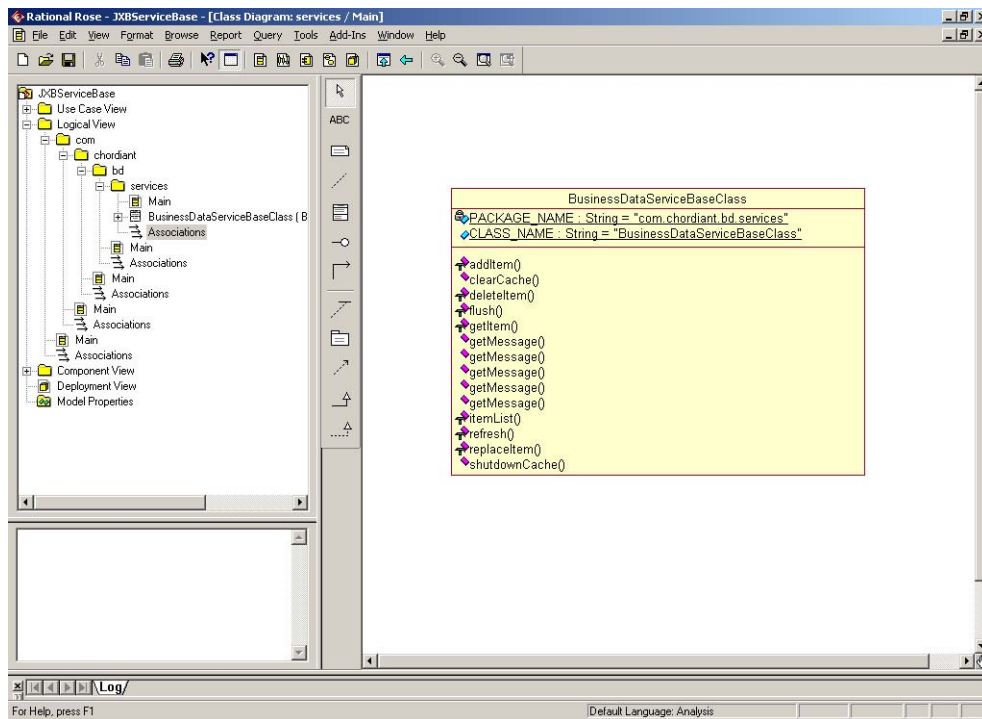 Rational Rose - JXBServiceBase - [Class Diagram: services / Main]
File Edit View Format Browse Report Query Tools Add-Ins Window Help
JXBServiceBase
Use Case View
Logical View
com
chordiant
bd
services
Main
BusinessDataServiceBaseClass ( B
Associations
Main
Associations
Main
Associations
Main
Associations
Main
Associations
Component View
Deployment View
Model Properties
ABC
BusinessDataServiceBaseClass
PACKAGE_NAME : String = "com.chordiant.bd.services"
CLASS_NAME : String = "BusinessDataServiceBaseClass"
addItem()
clearCache()
deleteItem()
flush()
getItem()
getMessage()
getMessage()
getMessage()
getMessage()
getMessage()
itemList()
refresh()
replaceItem()
shutdownCache()
Log
For Help, press F1
Default Language: Analysis